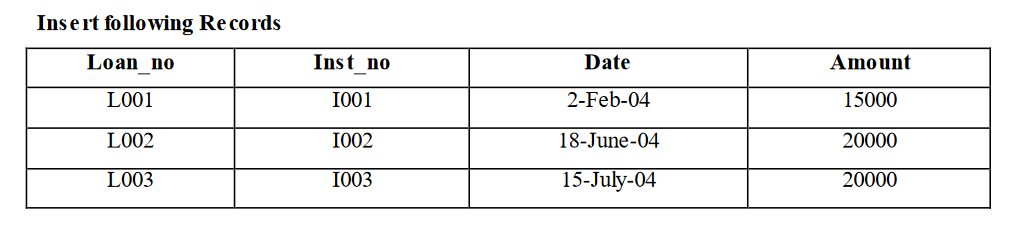 Insert following Records
Loan_no Inst_no Date Amount
L001 I001 2-Feb-04 15000
L002 I002 18-June-04 20000
L003 I003 15-July-04 20000